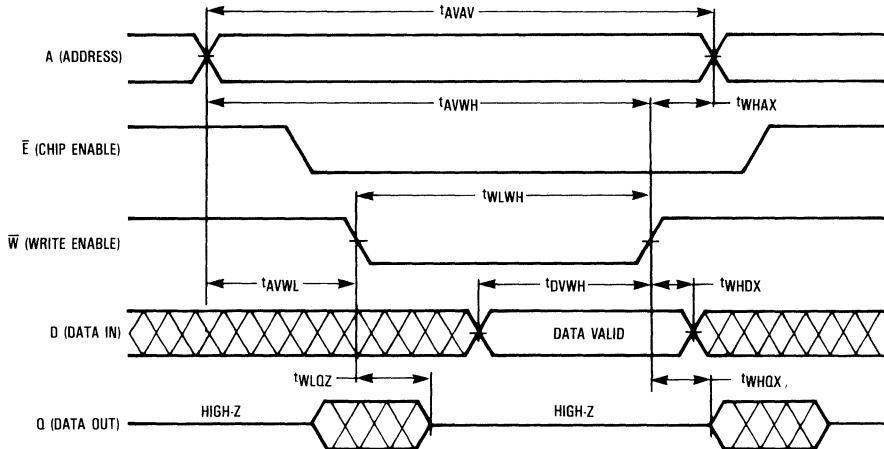 tAVAV
A (ADDRESS)
tAVWH
tWHAX
E̅ (CHIP ENABLE)
tWLWH
W̅ (WRITE ENABLE)
tAVWL
tDVWH
tWHDX
D (DATA IN)
DATA VALID
tWLQZ
tWHQX,
HIGH-Z
HIGH-Z
Q (DATA OUT)